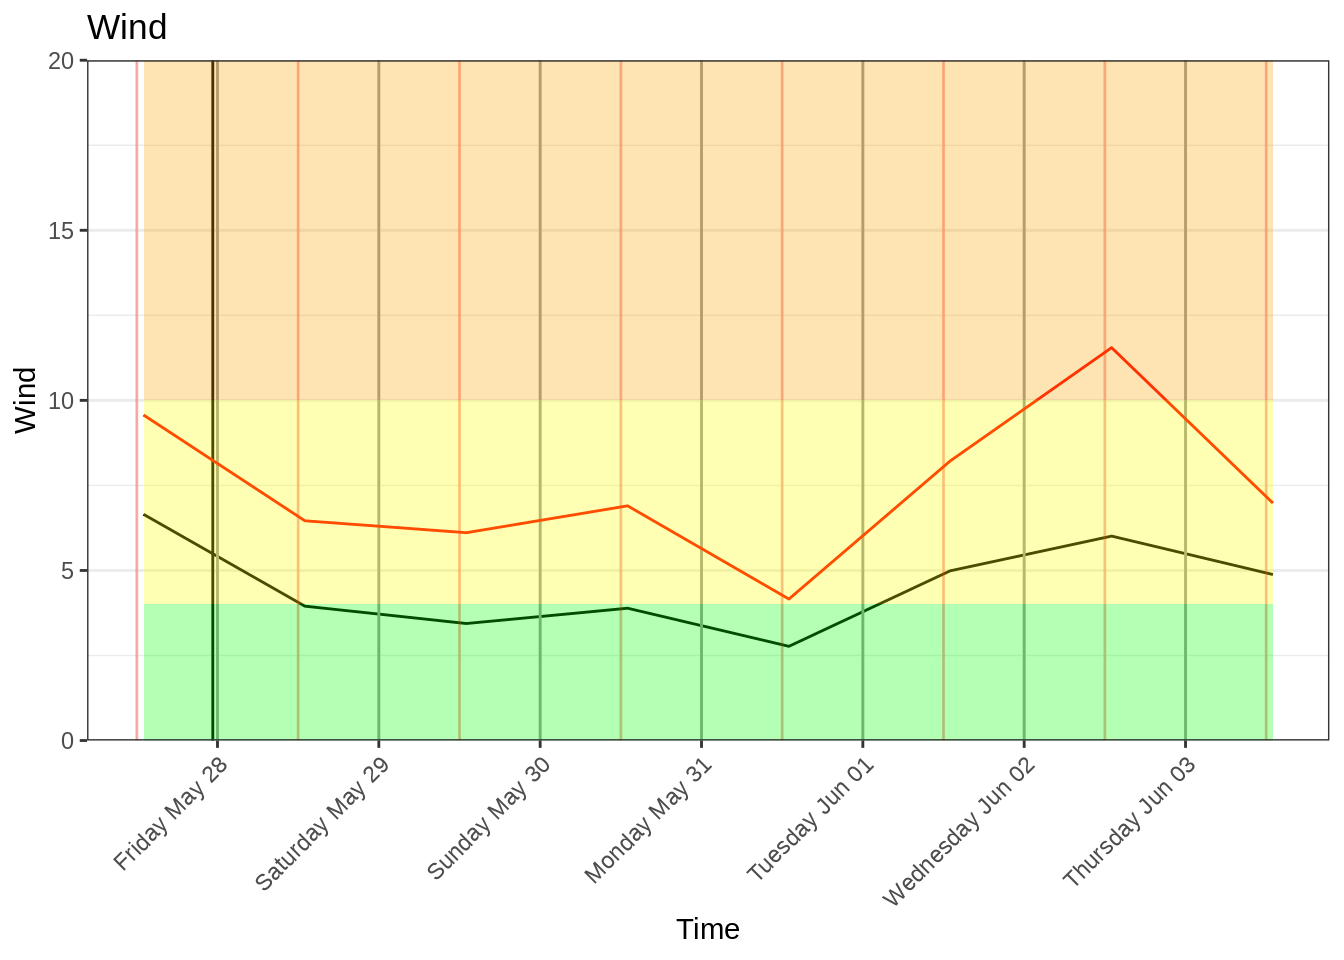 Wind
20
15
10
5
0
Wind
Friday May 28
Saturday May 29
Sunday May 30
Monday May 31
Tuesday Jun 01
Wednesday Jun 02
Thursday Jun 03
Time